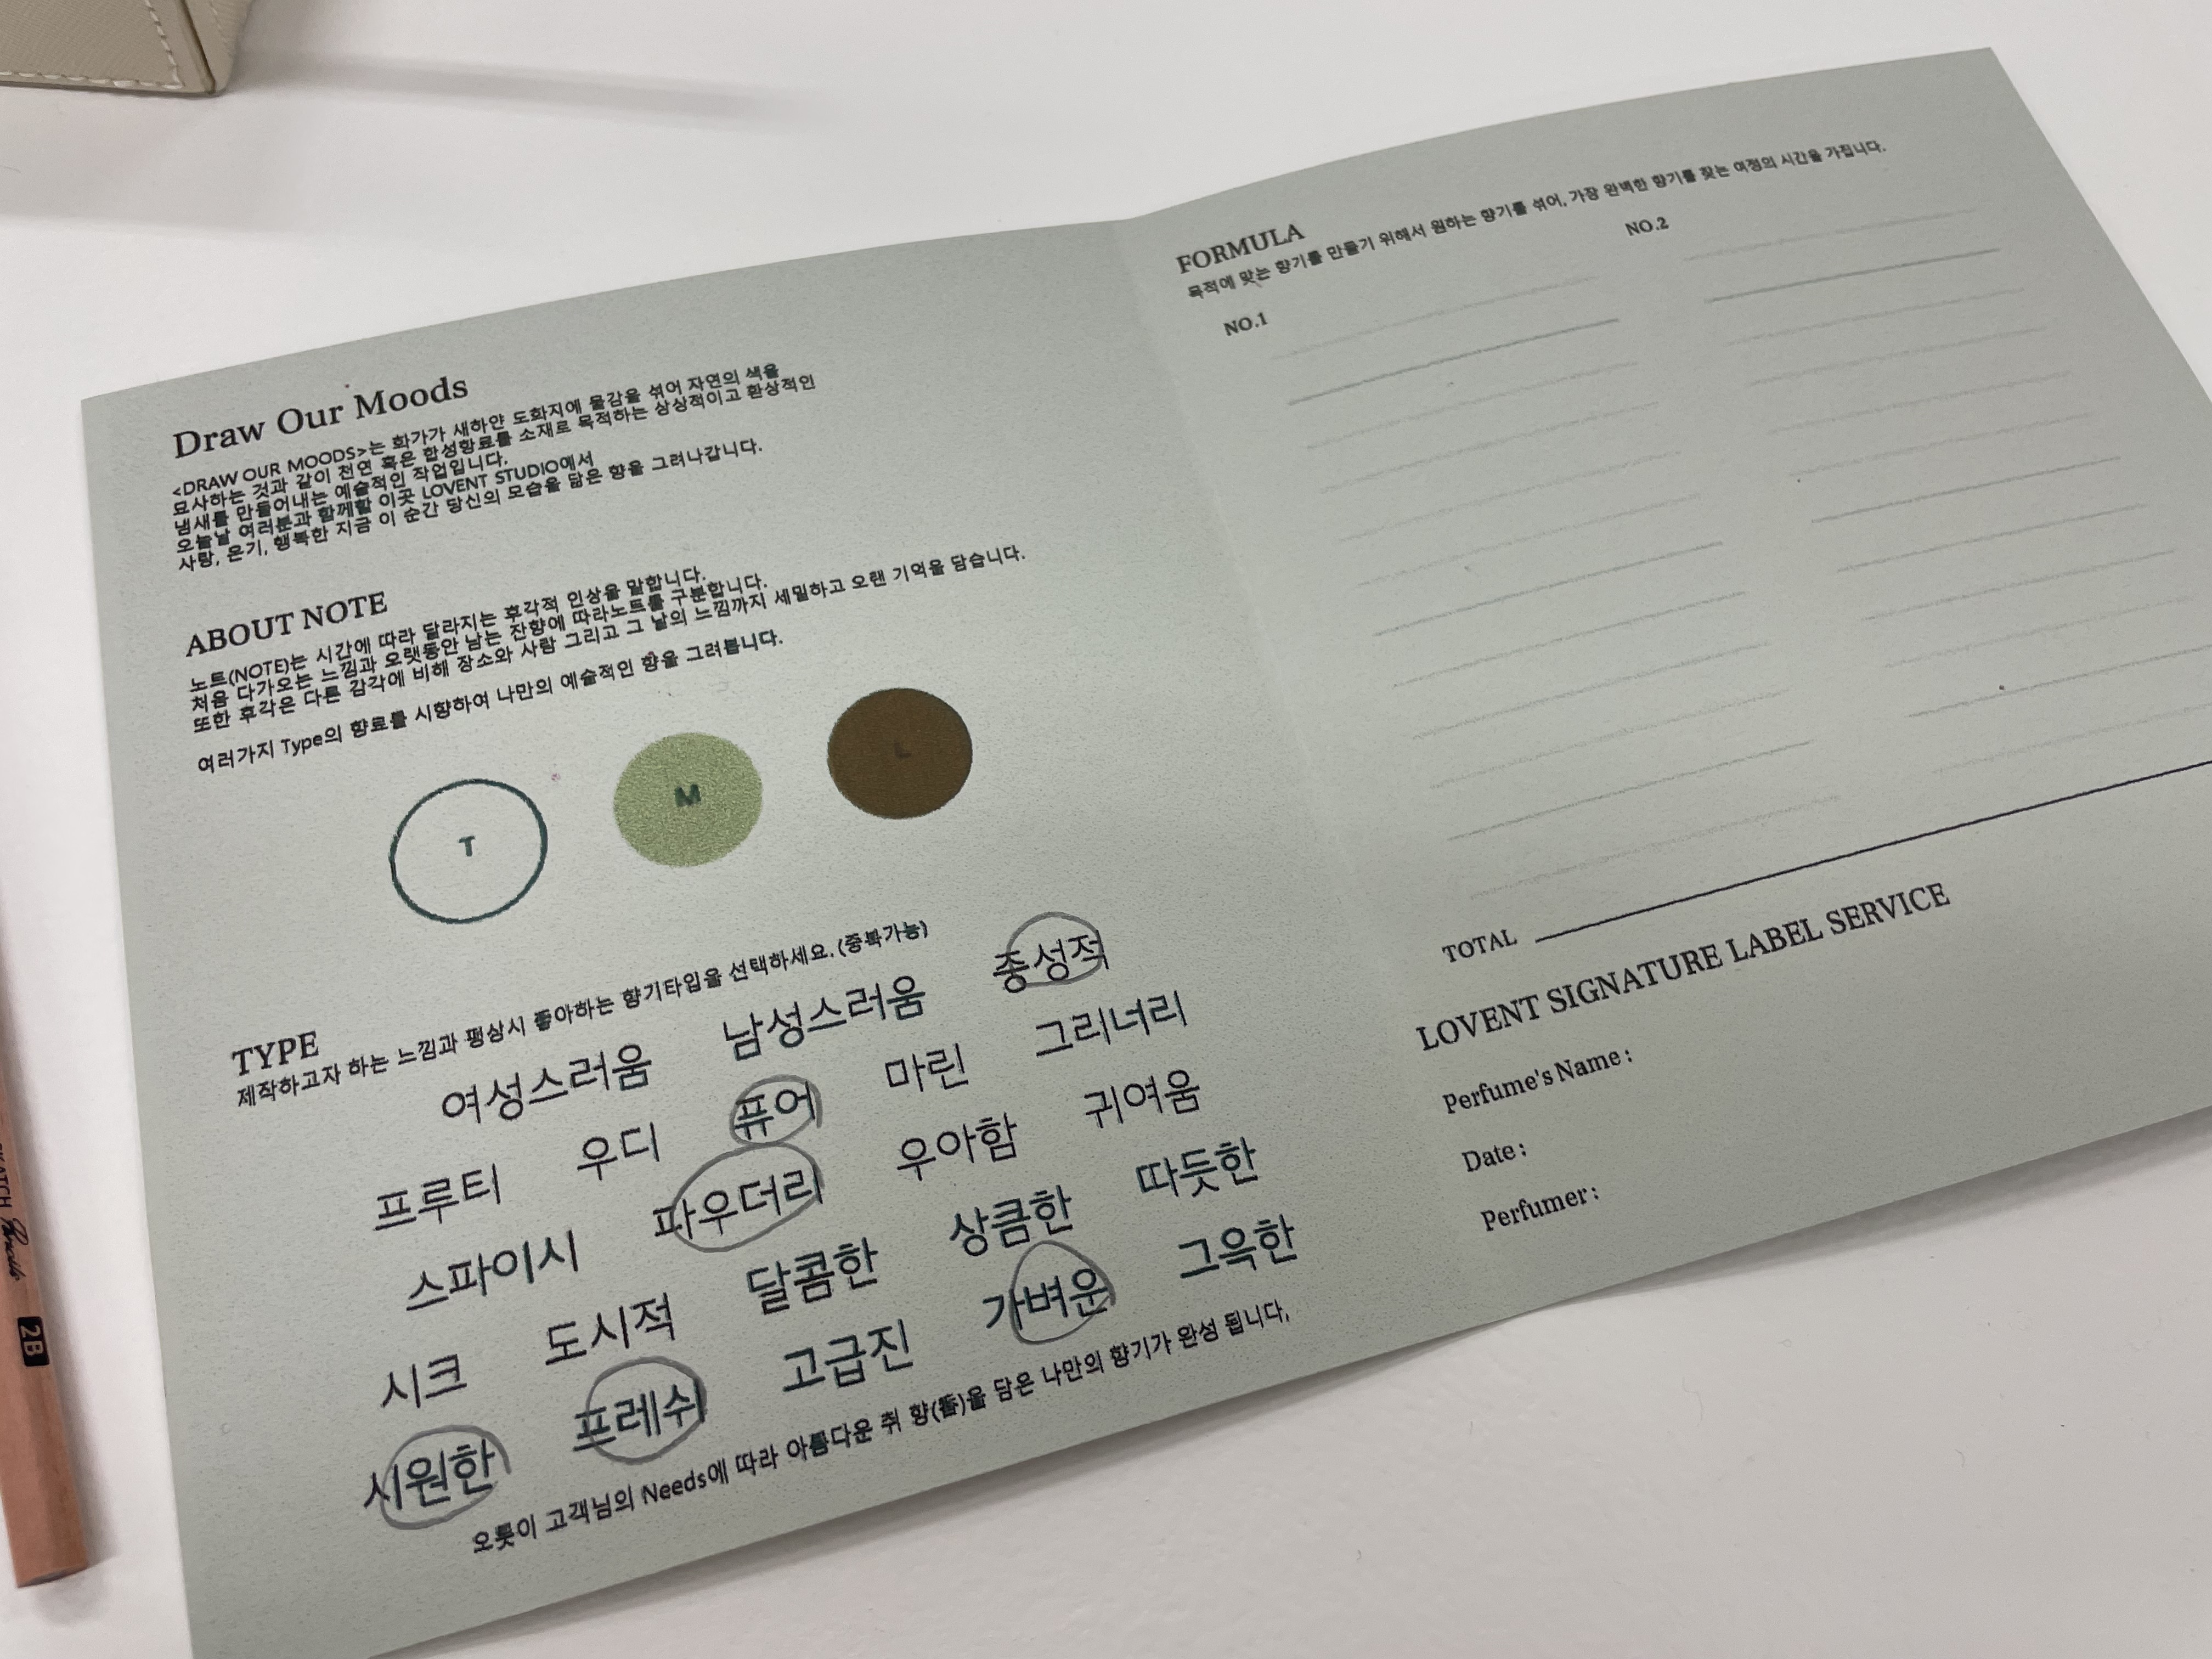 Draw Our Moods
<DRAW OUR MOODS>는 화가가 새하얀 도화지에 물감을 섞어 자연의 색을
묘사하는 것과 같이 천연 혹은 합성향료를 소재로 목적하는 상상적이고 환상적인
냄새를 만들어내는 예술적인 작업입니다.
오늘날 여러분과 함께할 이곳 LOVENT STUDIO에서
사랑, 온기, 행복한 지금 이 순간 당신의 모습을 닮은 향을 그려나갑니다.
ABOUT NOTE
노트(NOTE)는 시간에 따라 달라지는 후각적 인상을 말합니다.
처음 다가오는 느낌과 오랫동안 남는 잔향에 따라노트를 구분합니다.
또한 후각은 다른 감각에 비해 장소와 사람 그리고 그 날의 느낌까지 세밀하고 오랜 기억을 담습니다.
여러가지 Type의 향료를 시향하여 나만의 예술적인 향을 그려봅니다.
T M L
TYPE
제작하고자 하는 느낌과 평상시 좋아하는 향기타입을 선택하세요. (중복가능)
여성스러움 남성스러움 중성적
프루티 우디 퓨어 마린 그리너리
스파이시 파우더리 우아함 귀여움
시크 도시적 달콤한 상큼한 따듯한
시원한 프레쉬 고급진 가벼운 그윽한
오롯이 고객님의 Needs에 따라 아름다운 취 향(香)을 담은 나만의 향기가 완성 됩니다,
FORMULA
목적에 맞는 향기를 만들기 위해서 원하는 향기를 섞어, 가장 완벽한 향기를 찾는 여정의 시간을 가집니다.
NO.1 NO.2
TOTAL
LOVENT SIGNATURE LABEL SERVICE
Perfume's Name :
Date :
Perfumer :
2B